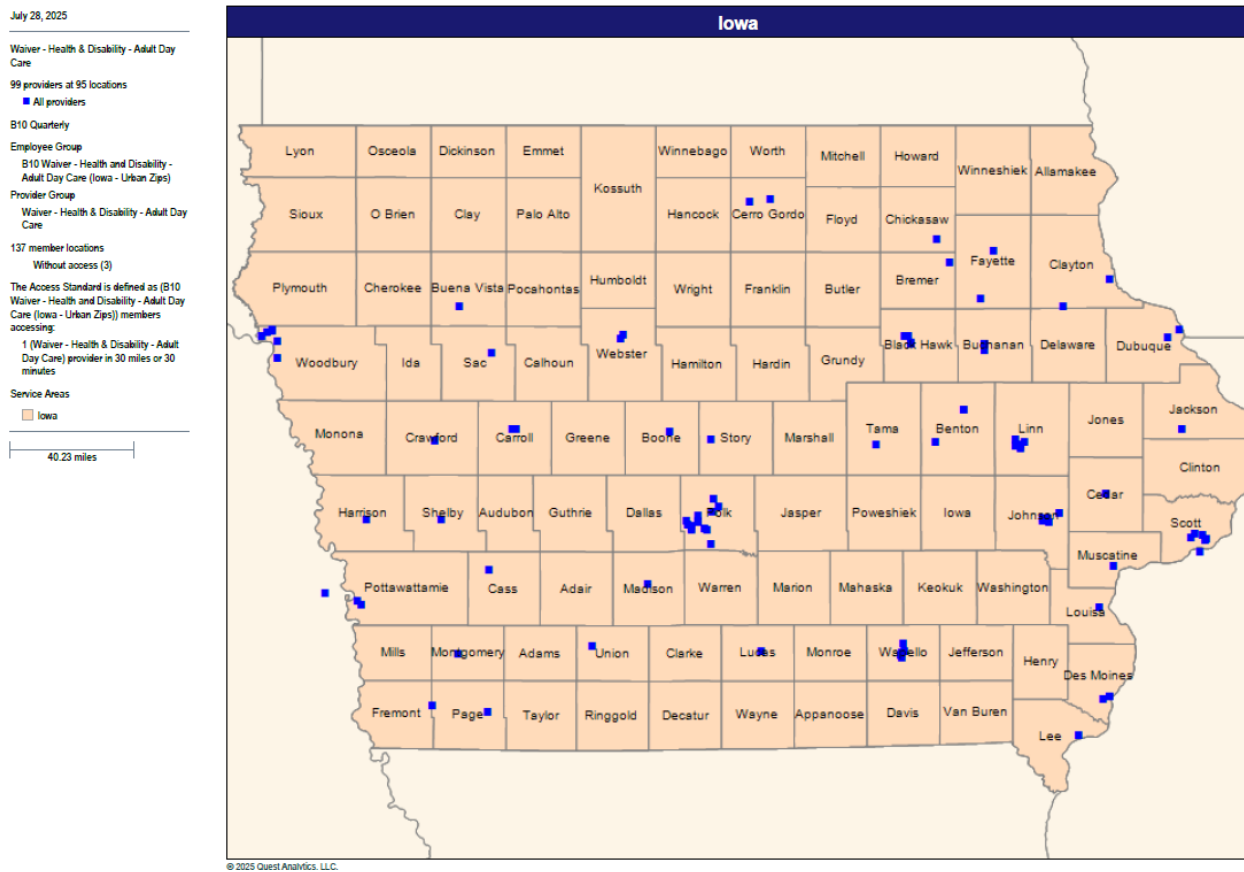 July 28, 2025
Waiver - Health & Disability - Adult Day
Care
99 providers at 95 locations
All providers
B10 Quarterly
Employee Group
B10 Waiver - Health and Disability -
Adult Day Care (Iowa - Urban Zips)
Provider Group
Waiver - Health & Disability - Adult Day
Care
137 member locations
Without access (3)
The Access Standard is defined as (B10
Waiver - Health and Disability - Adult Day
Care (Iowa - Urban Zips)) members
accessing:
1 (Waiver - Health & Disability - Adult
Day Care) provider in 30 miles or 30
minutes
Service Areas
Iowa
40.23 miles
Iowa
Lyon Osceola Dickinson Emmet Winnebago Worth Mitchell Howard
Kossuth Winneshiek Allamakee
Sioux O Brien Clay Palo Alto Hancock Cerro Gordo Floyd Chickasaw
Fayette Clayton
Plymouth Cherokee Buena Vista Pocahontas Humboldt Wright Franklin Butler Bremer
Woodbury Ida Sac Calhoun Webster Hamilton Hardin Grundy Black Hawk Buchanan Delaware Dubuque
Monona Crawford Carroll Greene Boone Story Marshall Tama Benton Linn Jones Jackson
Clinton
Harrison Shelby Audubon Guthrie Dallas Polk Jasper Poweshiek Iowa Johnson Cedar
Scott
Muscatine
Pottawattamie Cass Adair Madison Warren Marion Mahaska Keokuk Washington
Louisa
Mills Montgomery Adams Union Clarke Lucas Monroe Wapello Jefferson Henry
Des Moines
Fremont Page Taylor Ringgold Decatur Wayne Appanoose Davis Van Buren
Lee
© 2025 Quest Analytics, LLC.